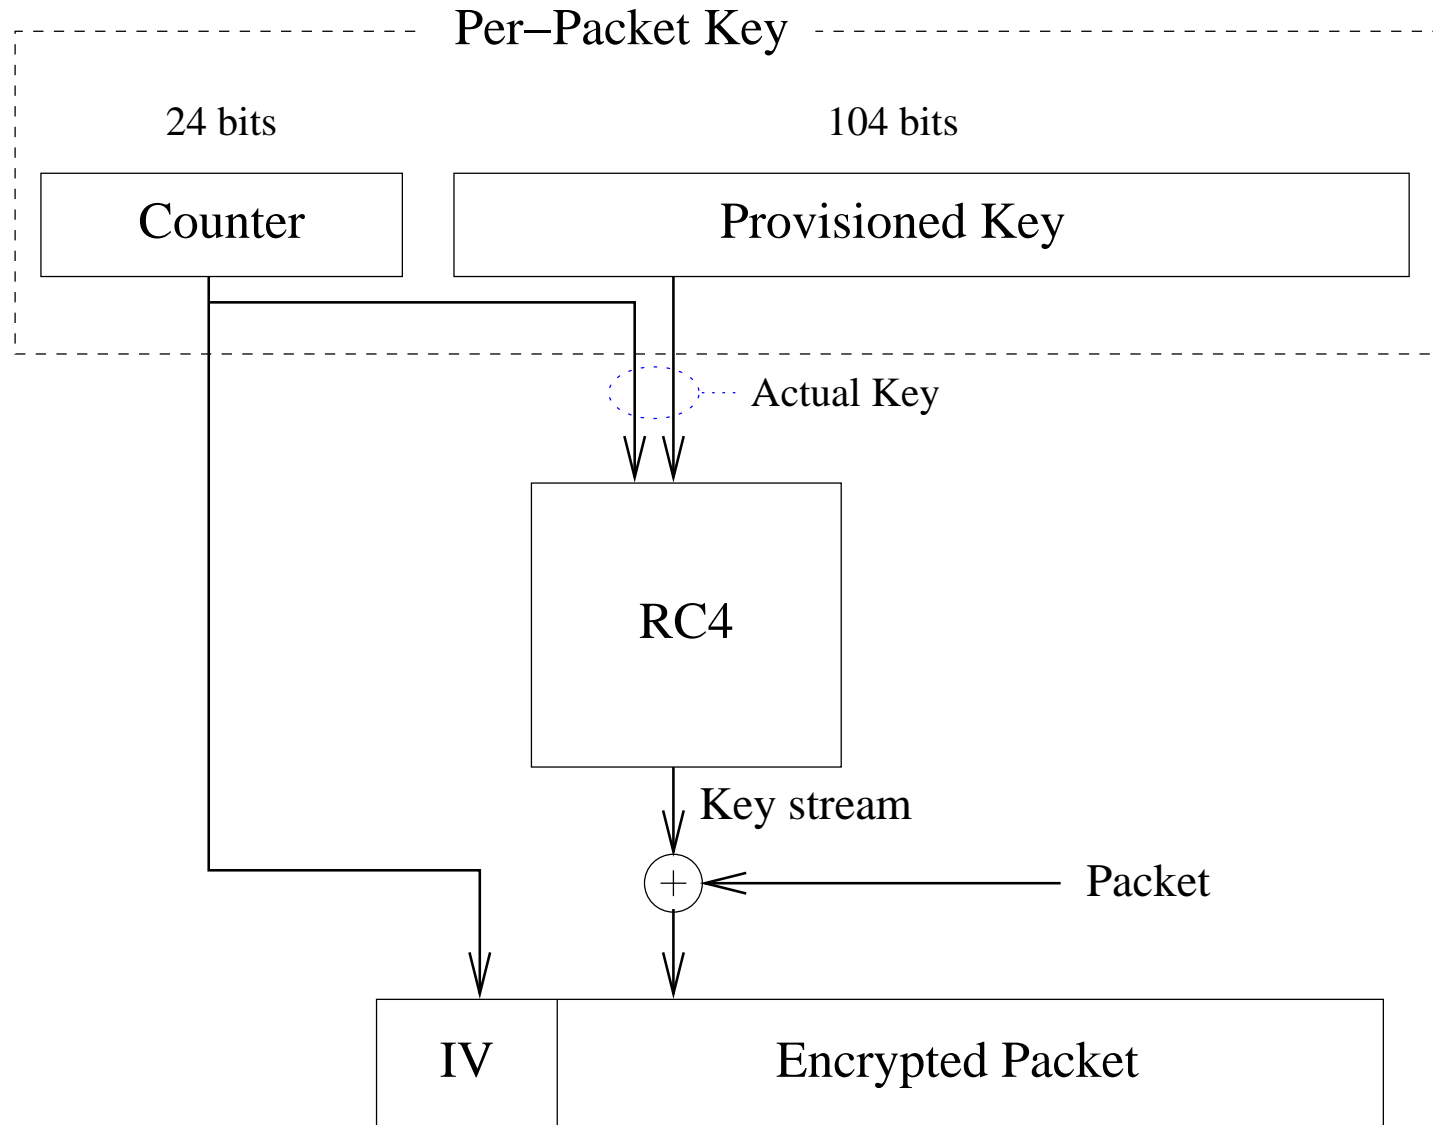 Per–Packet Key
24 bits
104 bits
Counter
Provisioned Key
Actual Key
RC4
Key stream
Packet
IV
Encrypted Packet